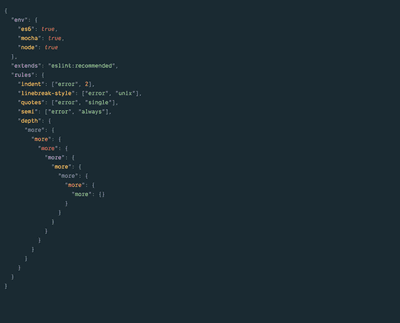 {
  "env": {
    "es6": true,
    "mocha": true,
    "node": true
  },
  "extends": "eslint:recommended",
  "rules": {
    "indent": ["error", 2],
    "linebreak-style": ["error", "unix"],
    "quotes": ["error", "single"],
    "semi": ["error", "always"],
    "depth": {
      "more": {
        "more": {
          "more": {
            "more": {
              "more": {
                "more": {
                  "more": {
                    "more": {}
                  }
                }
              }
            }
          }
        }
      }
    }
  }
}